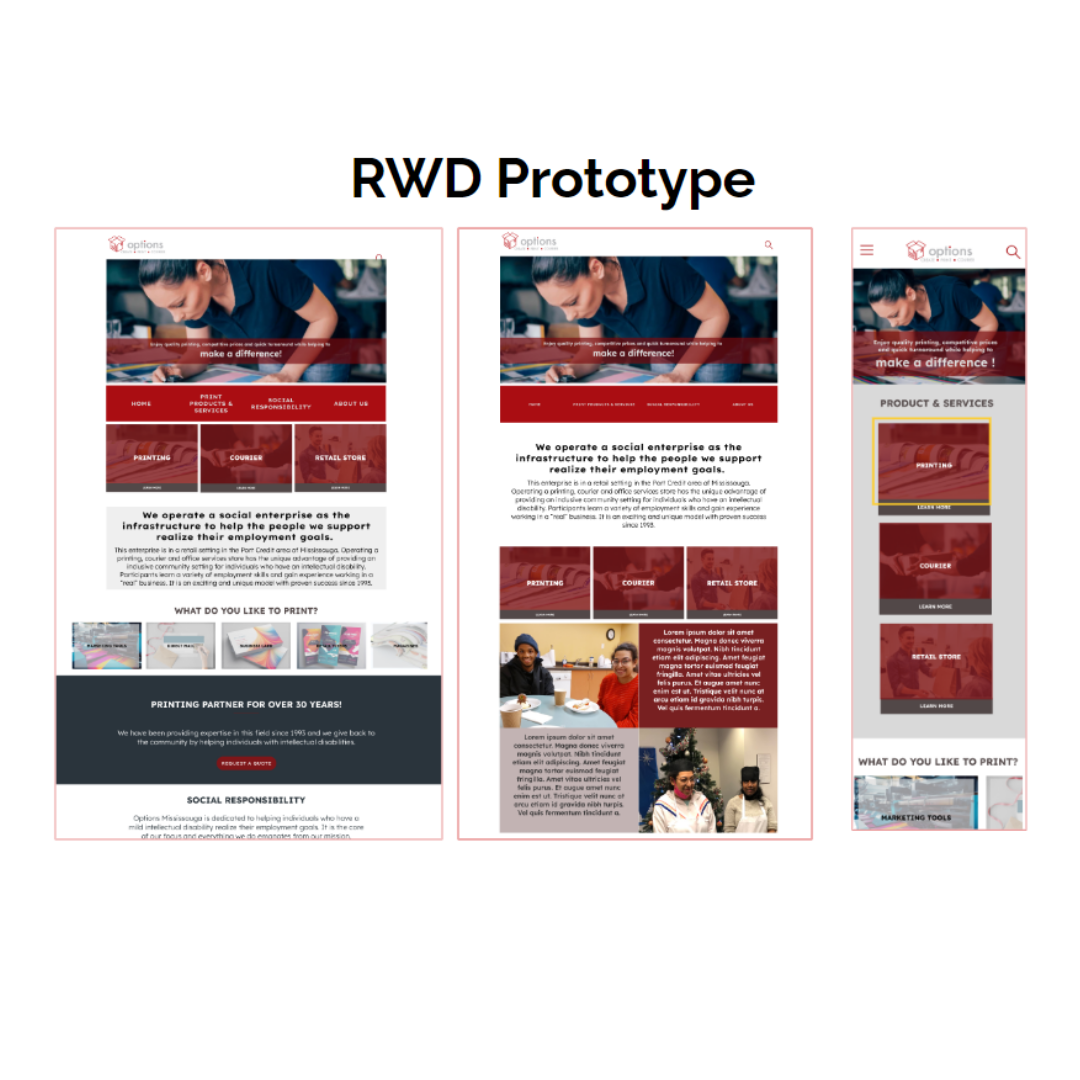 RWD Prototype
options
Enjoy quality printing, competitive prices and quick turnaround while helping to
make a difference!
HOME
PRINT
PRODUCTS &
SERVICES
SOCIAL
RESPONSIBILITY
ABOUT US
PRINTING
COURIER
RETAIL STORE
LEARN MORE
LEARN MORE
LEARN MORE
We operate a social enterprise as the
infrastructure to help the people we support
realize their employment goals.
This enterprise is in a retail setting in the Port Credit area of Mississauga. Operating a
printing, courier and office services store has the unique advantage of providing an
inclusive community setting for individuals who have an intellectual disability.
Participants learn a variety of employment skills and gain experience working in a
"real" business. It is an exciting and unique model with proven success since 1993.
WHAT DO YOU LIKE TO PRINT?
MARKETING TOOLS
DIRECT MAIL
BUSINESS CARD
PRINTING PARTNER FOR OVER 30 YEARS!
We have been providing expertise in this field since 1993 and we give back to
the community by helping individuals with intellectual disabilities.
REQUEST A QUOTE
SOCIAL RESPONSIBILITY
Options Mississauga is dedicated to helping individuals who have a
mild intellectual disability realize their employment goals. It is the core
of our focus and everything we do emanates from our mission.
options
Enjoy quality printing, competitive prices and quick turnaround while helping to
make a difference!
HOME
PRINT PRODUCTS & SERVICES
SOCIAL RESPONSIBILITY
ABOUT US
We operate a social enterprise as the
infrastructure to help the people we support
realize their employment goals.
This enterprise is in a retail setting in the Port Credit area of Mississauga.
Operating a printing, courier and office services store has the unique advantage of
providing an inclusive community setting for individuals who have an intellectual
disability. Participants learn a variety of employment skills and gain experience
working in a "real" business. It is an exciting and unique model with proven success
since 1993.
PRINTING
COURIER
RETAIL STORE
LEARN MORE
LEARN MORE
LEARN MORE
Lorem ipsum dolor sit amet
consectetur. Magna donec viverra
magnis volutpat. Nibh tincidunt
etiam elit adipiscing. Amet feugiat
magna tortor euismod feugiat
fringilla. Amet vitae ultricies vel
felis purus. Et augue amet nunc
enim est ut. Tristique velit nunc at
arcu etiam id gravida nibh turpis.
Vel quis fermentum tincidunt a.
Lorem ipsum dolor sit amet
consectetur. Magna donec viverra
magnis volutpat. Nibh tincidunt
etiam elit adipiscing. Amet feugiat
magna tortor euismod feugiat
fringilla. Amet vitae ultricies vel
felis purus. Et augue amet nunc
enim est ut. Tristique velit nunc at
arcu etiam id gravida nibh turpis.
Vel quis fermentum tincidunt a.
options
Enjoy quality printing, competitive prices
and quick turnaround while helping to
make a difference !
PRODUCT & SERVICES
PRINTING
LEARN MORE
COURIER
LEARN MORE
RETAIL STORE
LEARN MORE
WHAT DO YOU LIKE TO PRINT?
MARKETING TOOLS